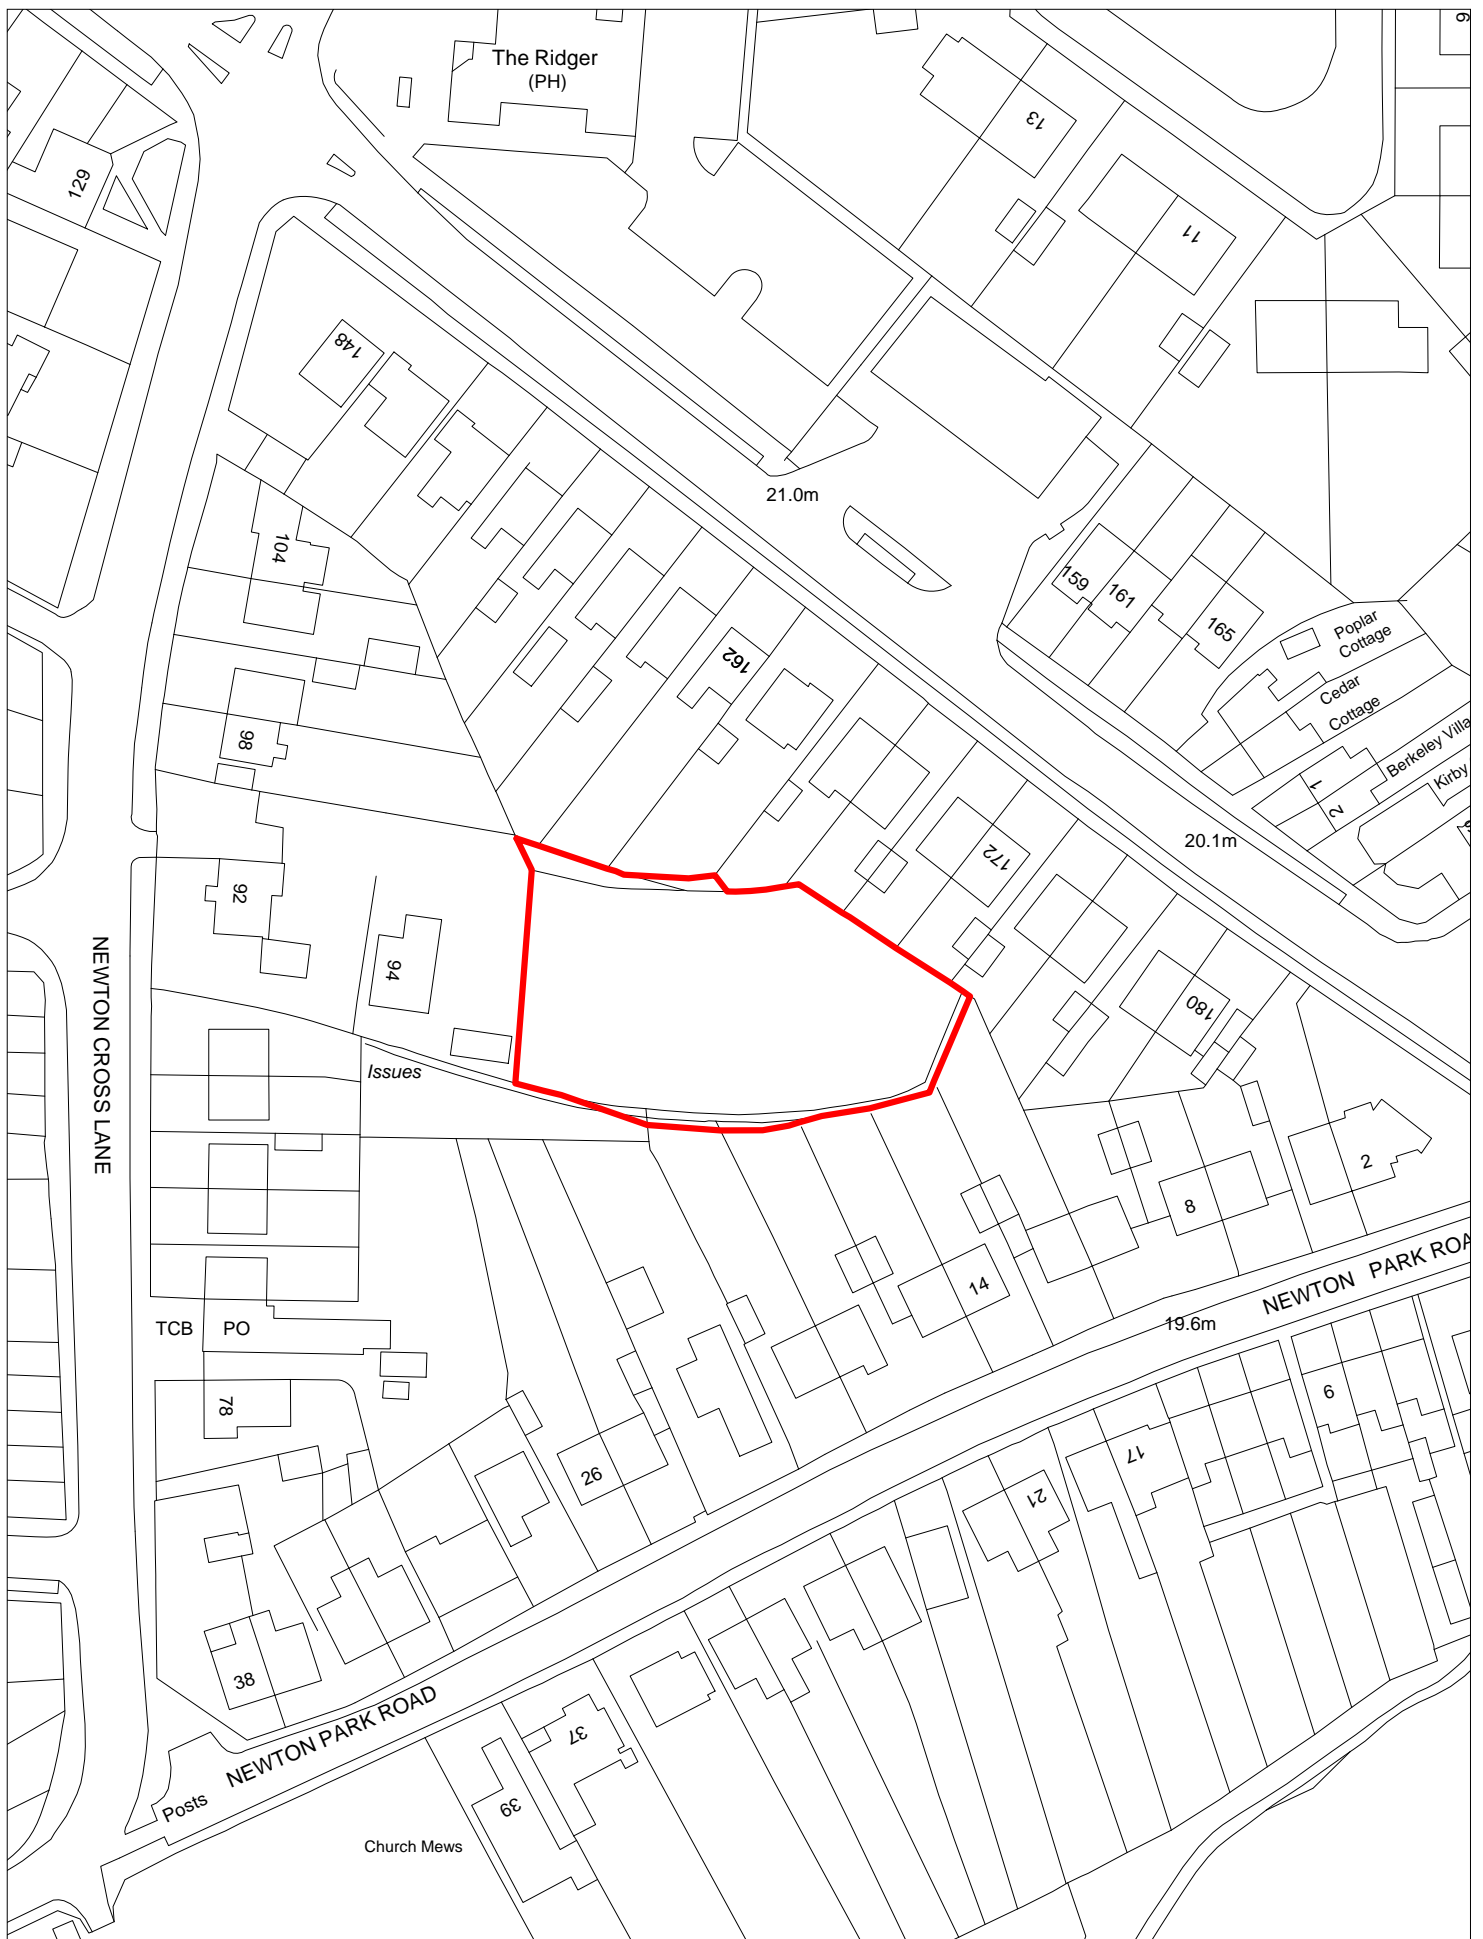 The Ridger
(PH)
6
13
129
11
148
21.0m
104
159
161
165
Poplar
Cottage
162
Cedar
Cottage
98
Berkeley Villa
Kirby
1
2
20.1m
172
92
94
NEWTON CROSS LANE
180
Issues
2
8
14
NEWTON PARK ROA
19.6m
TCB
PO
78
6
17
26
21
38
NEWTON PARK ROAD
37
39
Posts
Church Mews